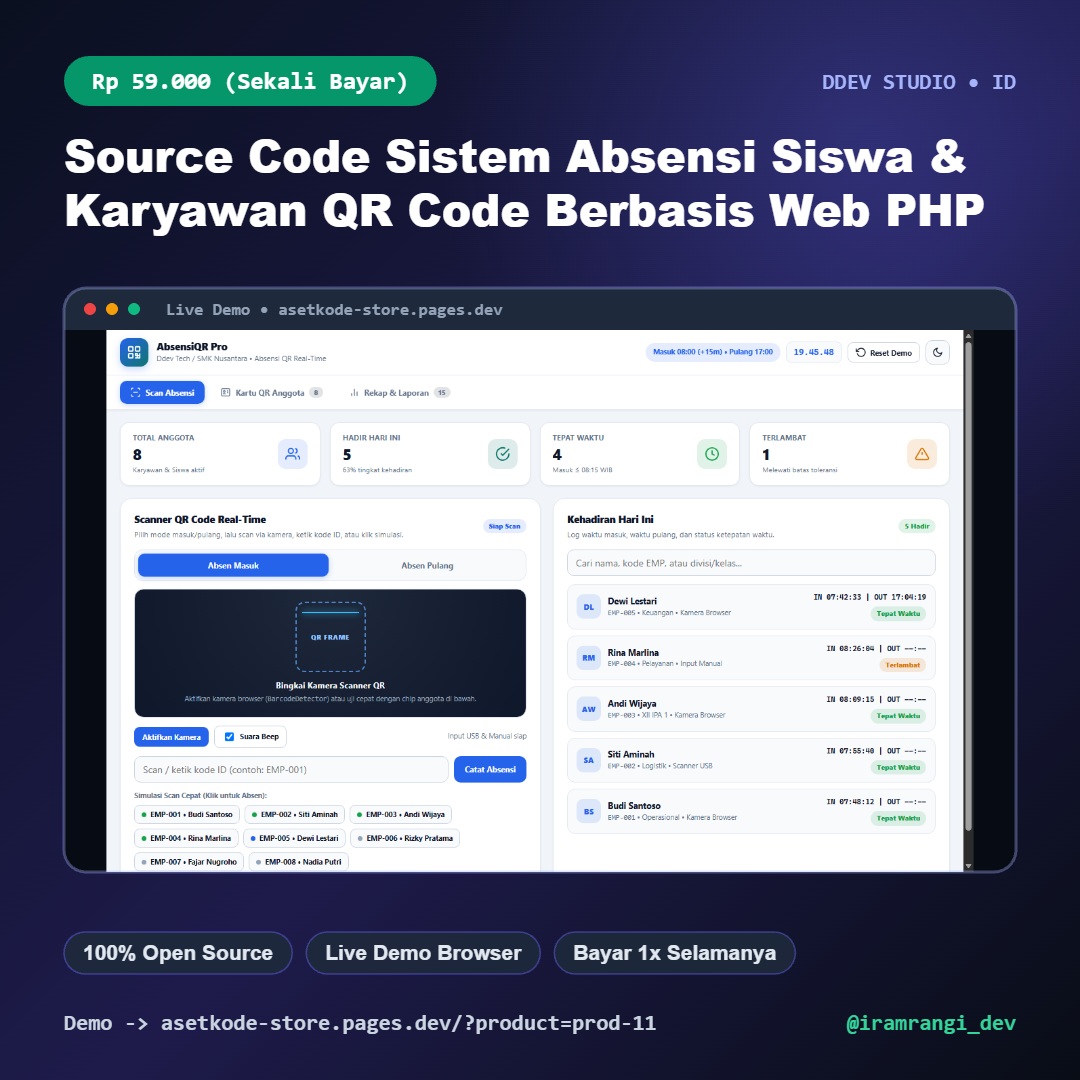 Rp 59.000 (Sekali Bayar)
DDEV STUDIO • ID
Source Code Sistem Absensi Siswa &
Karyawan QR Code Berbasis Web PHP
Live Demo • asetkode-store.pages.dev
AbsensiQR Pro
Ddev Tech / SMK Nusantara • Absensi QR Real-Time
Masuk 08:00 (+15m) • Pulang 17:00
19.45.48
Reset Demo
Scan Absensi
Kartu QR Anggota 8
Rekap & Laporan 15
TOTAL ANGGOTA
8
Karyawan & Siswa aktif
HADIR HARI INI
5
63% tingkat kehadiran
TEPAT WAKTU
4
Masuk ≤ 08:15 WIB
TERLAMBAT
1
Melewati batas toleransi
Scanner QR Code Real-Time
Pilih mode masuk/pulang, lalu scan via kamera, ketik kode ID, atau klik simulasi.
Siap Scan
Absen Masuk
Absen Pulang
QR FRAME
Bingkai Kamera Scanner QR
Aktifkan kamera browser (BarcodeDetector) atau uji cepat dengan chip anggota di bawah.
Aktifkan Kamera
Suara Beep
Input USB & Manual siap
Scan / ketik kode ID (contoh: EMP-001)
Catat Absensi
Simulasi Scan Cepat (Klik untuk Absen):
EMP-001 • Budi Santoso
EMP-002 • Siti Aminah
EMP-003 • Andi Wijaya
EMP-004 • Rina Marlina
EMP-005 • Dewi Lestari
EMP-006 • Rizky Pratama
EMP-007 • Fajar Nugroho
EMP-008 • Nadia Putri
Kehadiran Hari Ini
Log waktu masuk, waktu pulang, dan status ketepatan waktu.
5 Hadir
Cari nama, kode EMP, atau divisi/kelas...
DL
Dewi Lestari
EMP-005 • Keuangan • Kamera Browser
IN 07:42:33 | OUT 17:04:19
Tepat Waktu
RM
Rina Marlina
EMP-004 • Pelayanan • Input Manual
IN 08:26:04 | OUT --:--
Terlambat
AW
Andi Wijaya
EMP-003 • XII IPA 1 • Kamera Browser
IN 08:09:15 | OUT --:--
Tepat Waktu
SA
Siti Aminah
EMP-002 • Logistik • Scanner USB
IN 07:55:40 | OUT --:--
Tepat Waktu
BS
Budi Santoso
EMP-001 • Operasional • Kamera Browser
IN 07:48:12 | OUT --:--
Tepat Waktu
100% Open Source
Live Demo Browser
Bayar 1x Selamanya
Demo -> asetkode-store.pages.dev/?product=prod-11
@iramrangi_dev